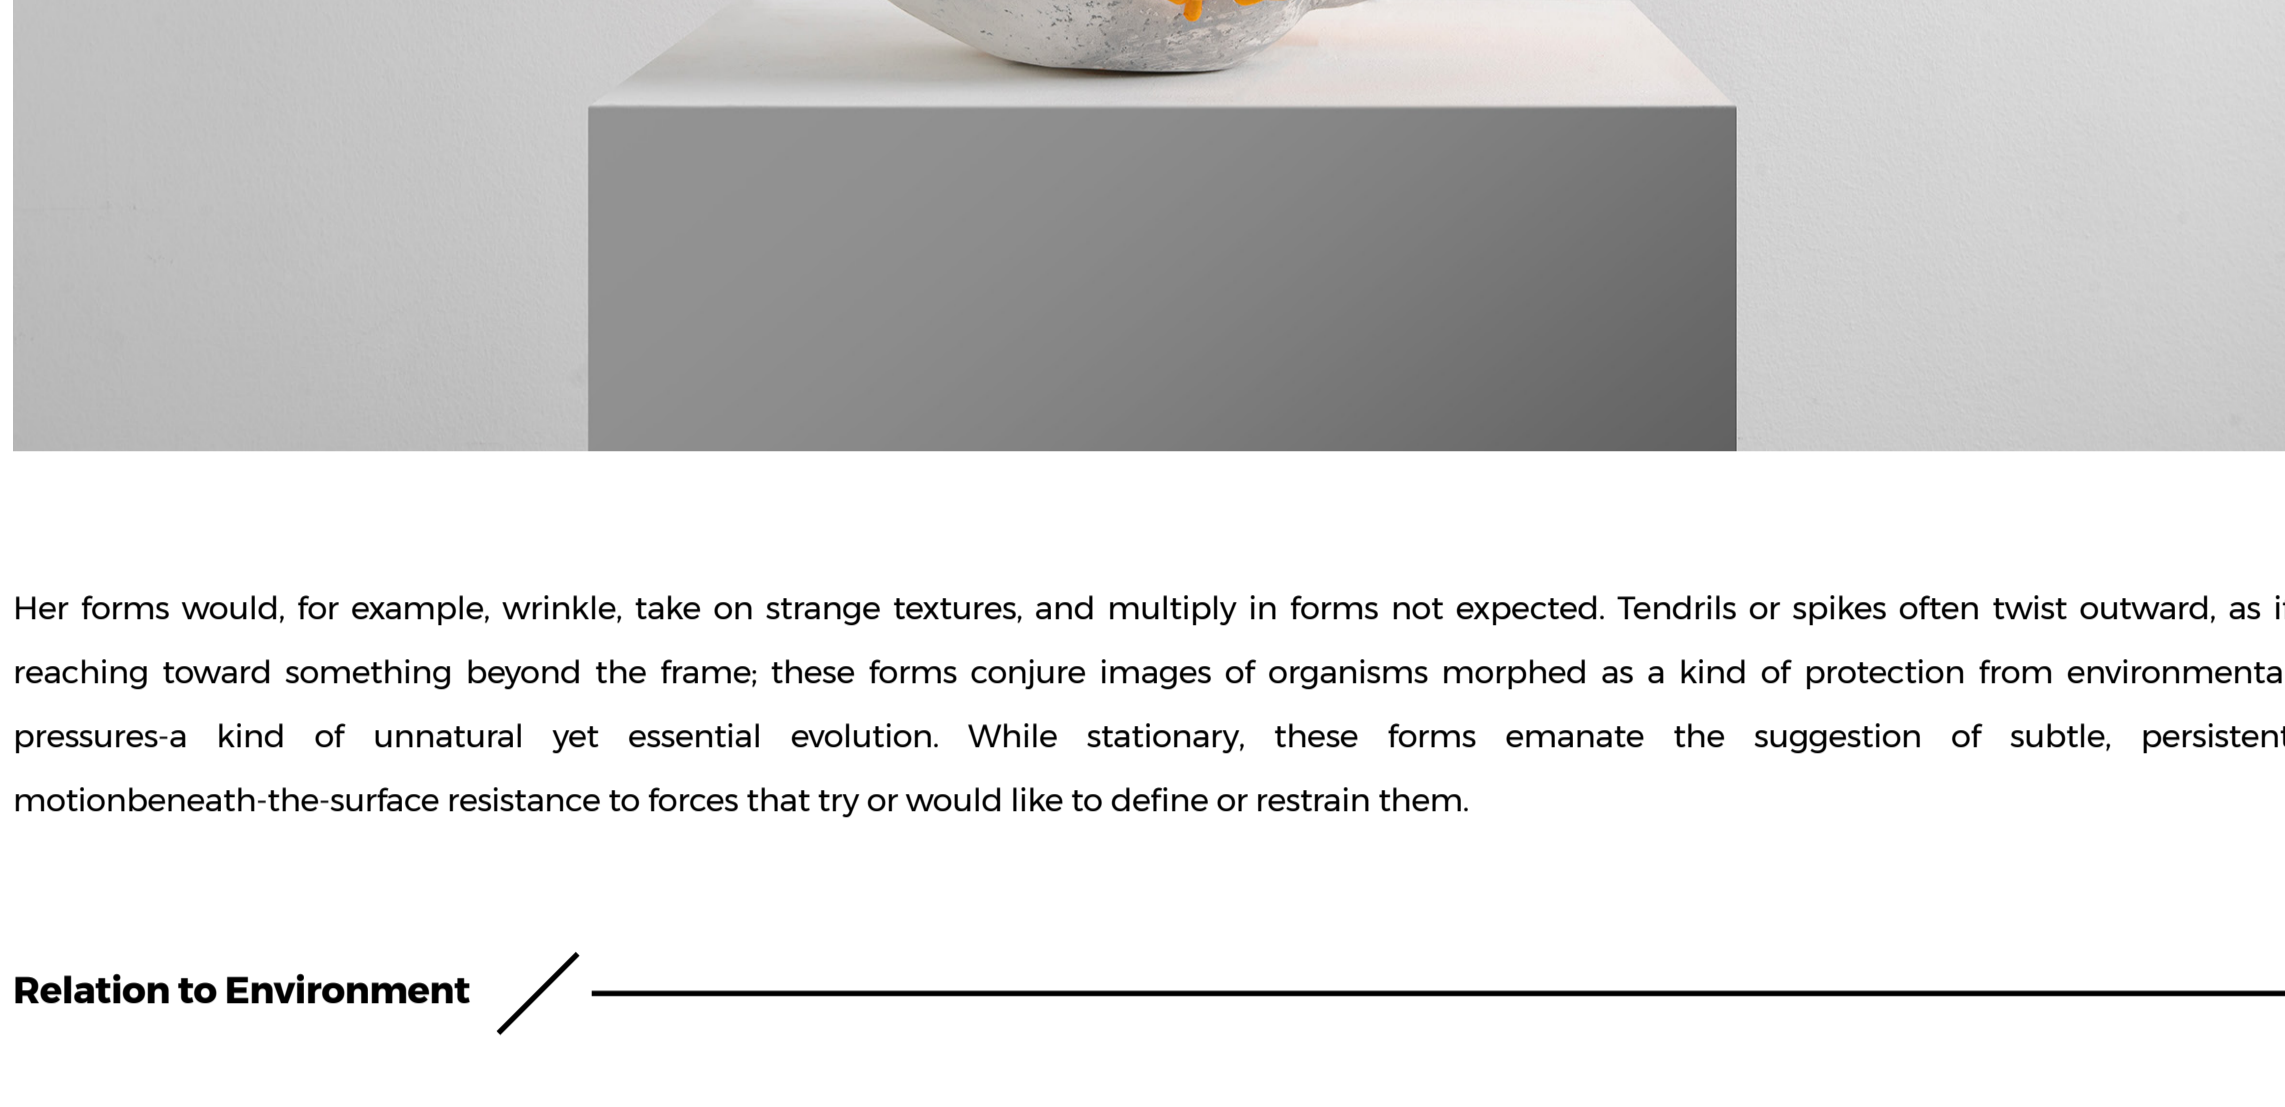 Her forms would, for example, wrinkle, take on strange textures, and multiply in forms not expected. Tendrils or spikes often twist outward, as if
reaching toward something beyond the frame; these forms conjure images of organisms morphed as a kind of protection from environmenta
pressures-a kind of unnatural yet essential evolution. While stationary, these forms emanate the suggestion of subtle, persistent
motionbeneath-the-surface resistance to forces that try or would like to define or restrain them.
Relation to Environment